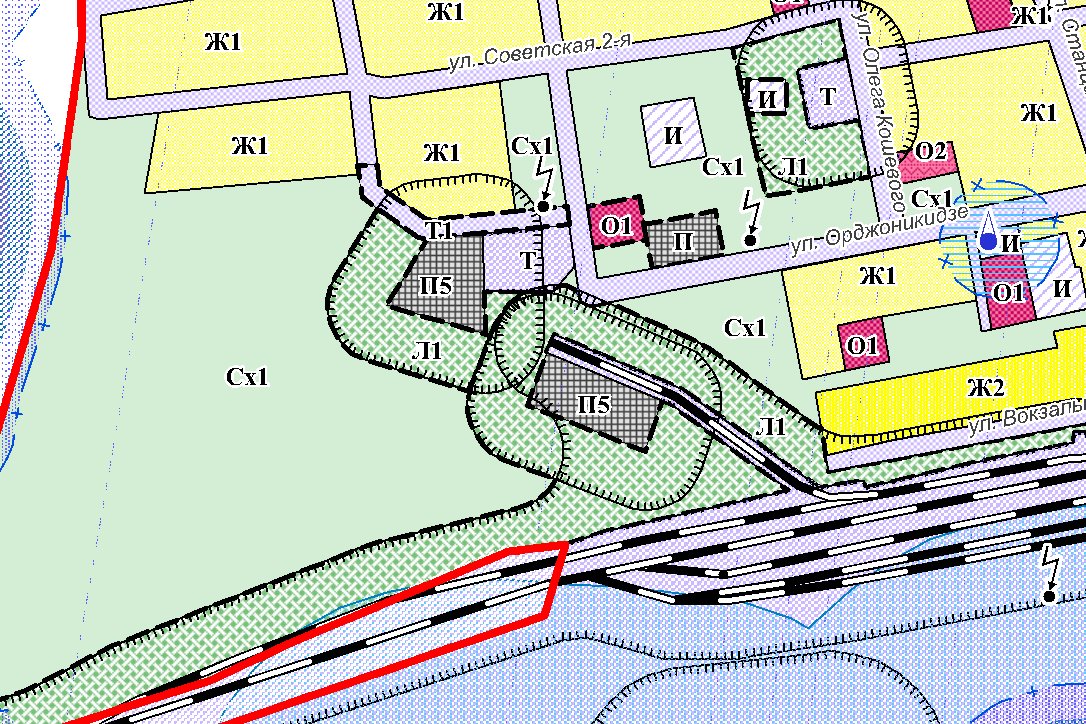 Ж1
О1
Ж1
Ж1
ул. Советская 2-я
И
Т
Ж1
Ж1
Ж1
Сх1
И
Сх1
Л1
О2
ул. Олега Кошевого
Сх1
Т1
О1
П
ул. Орджоникидзе
И
Т
П5
Ж1
О1
И
Л1
Сх1
О1
Сх1
П5
Ж2
Л1
ул. Вокзаль